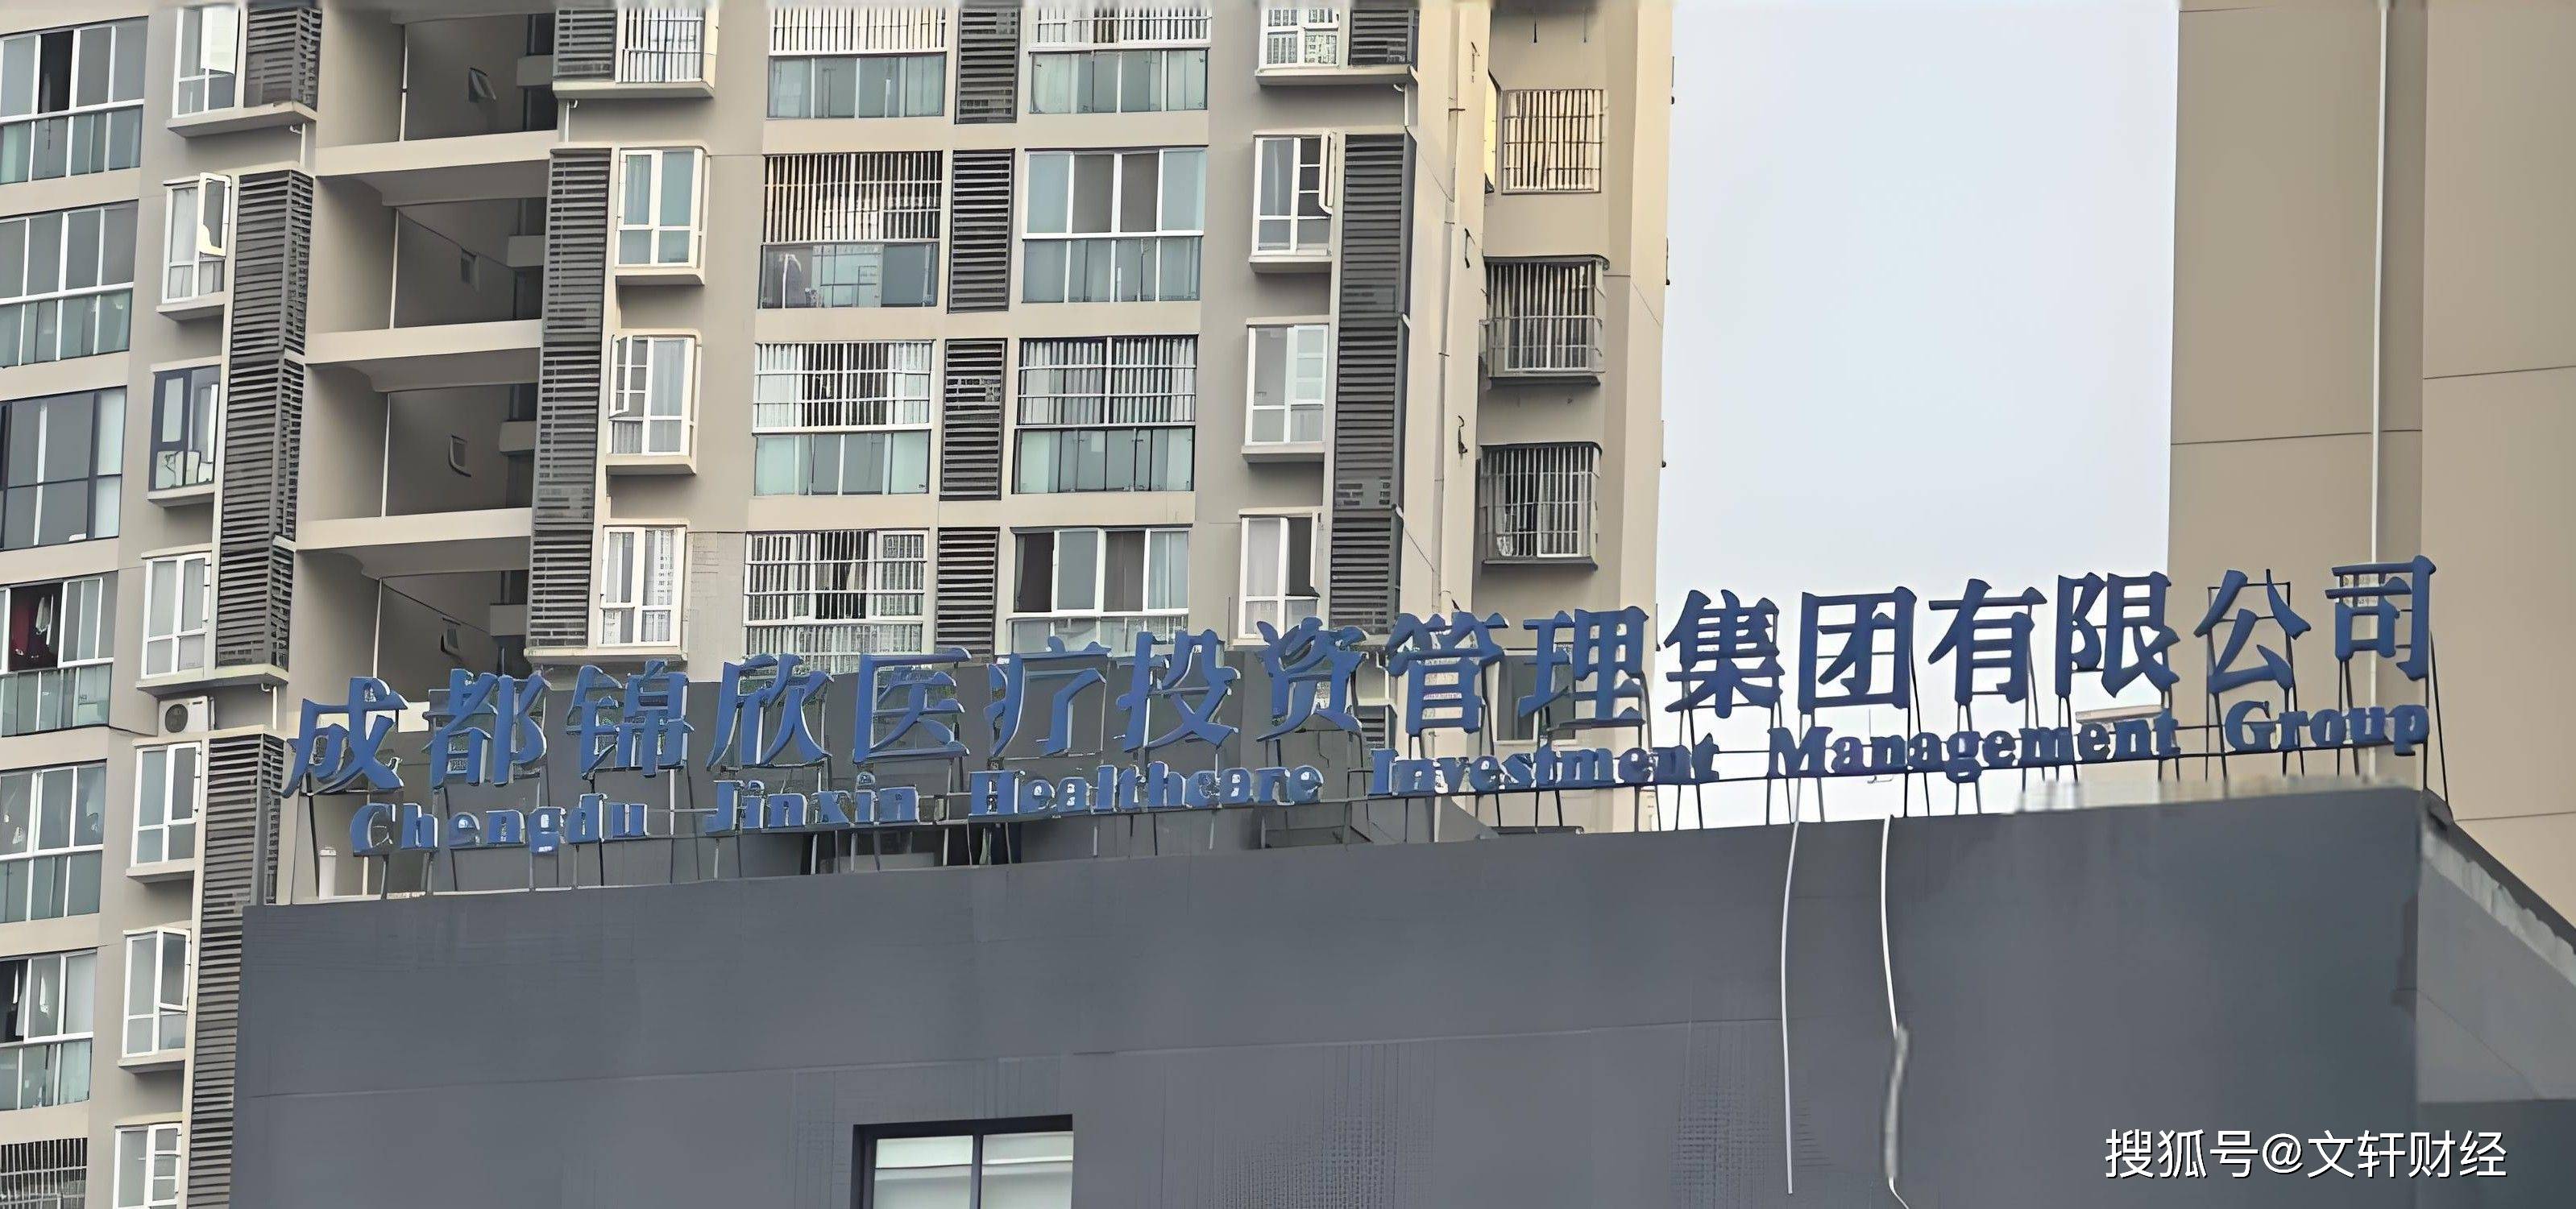 成都锦欣医疗投资管理集团有限公司
Chengdu Jinxin Healthcare Investment Management Group
搜狐号@文轩财经